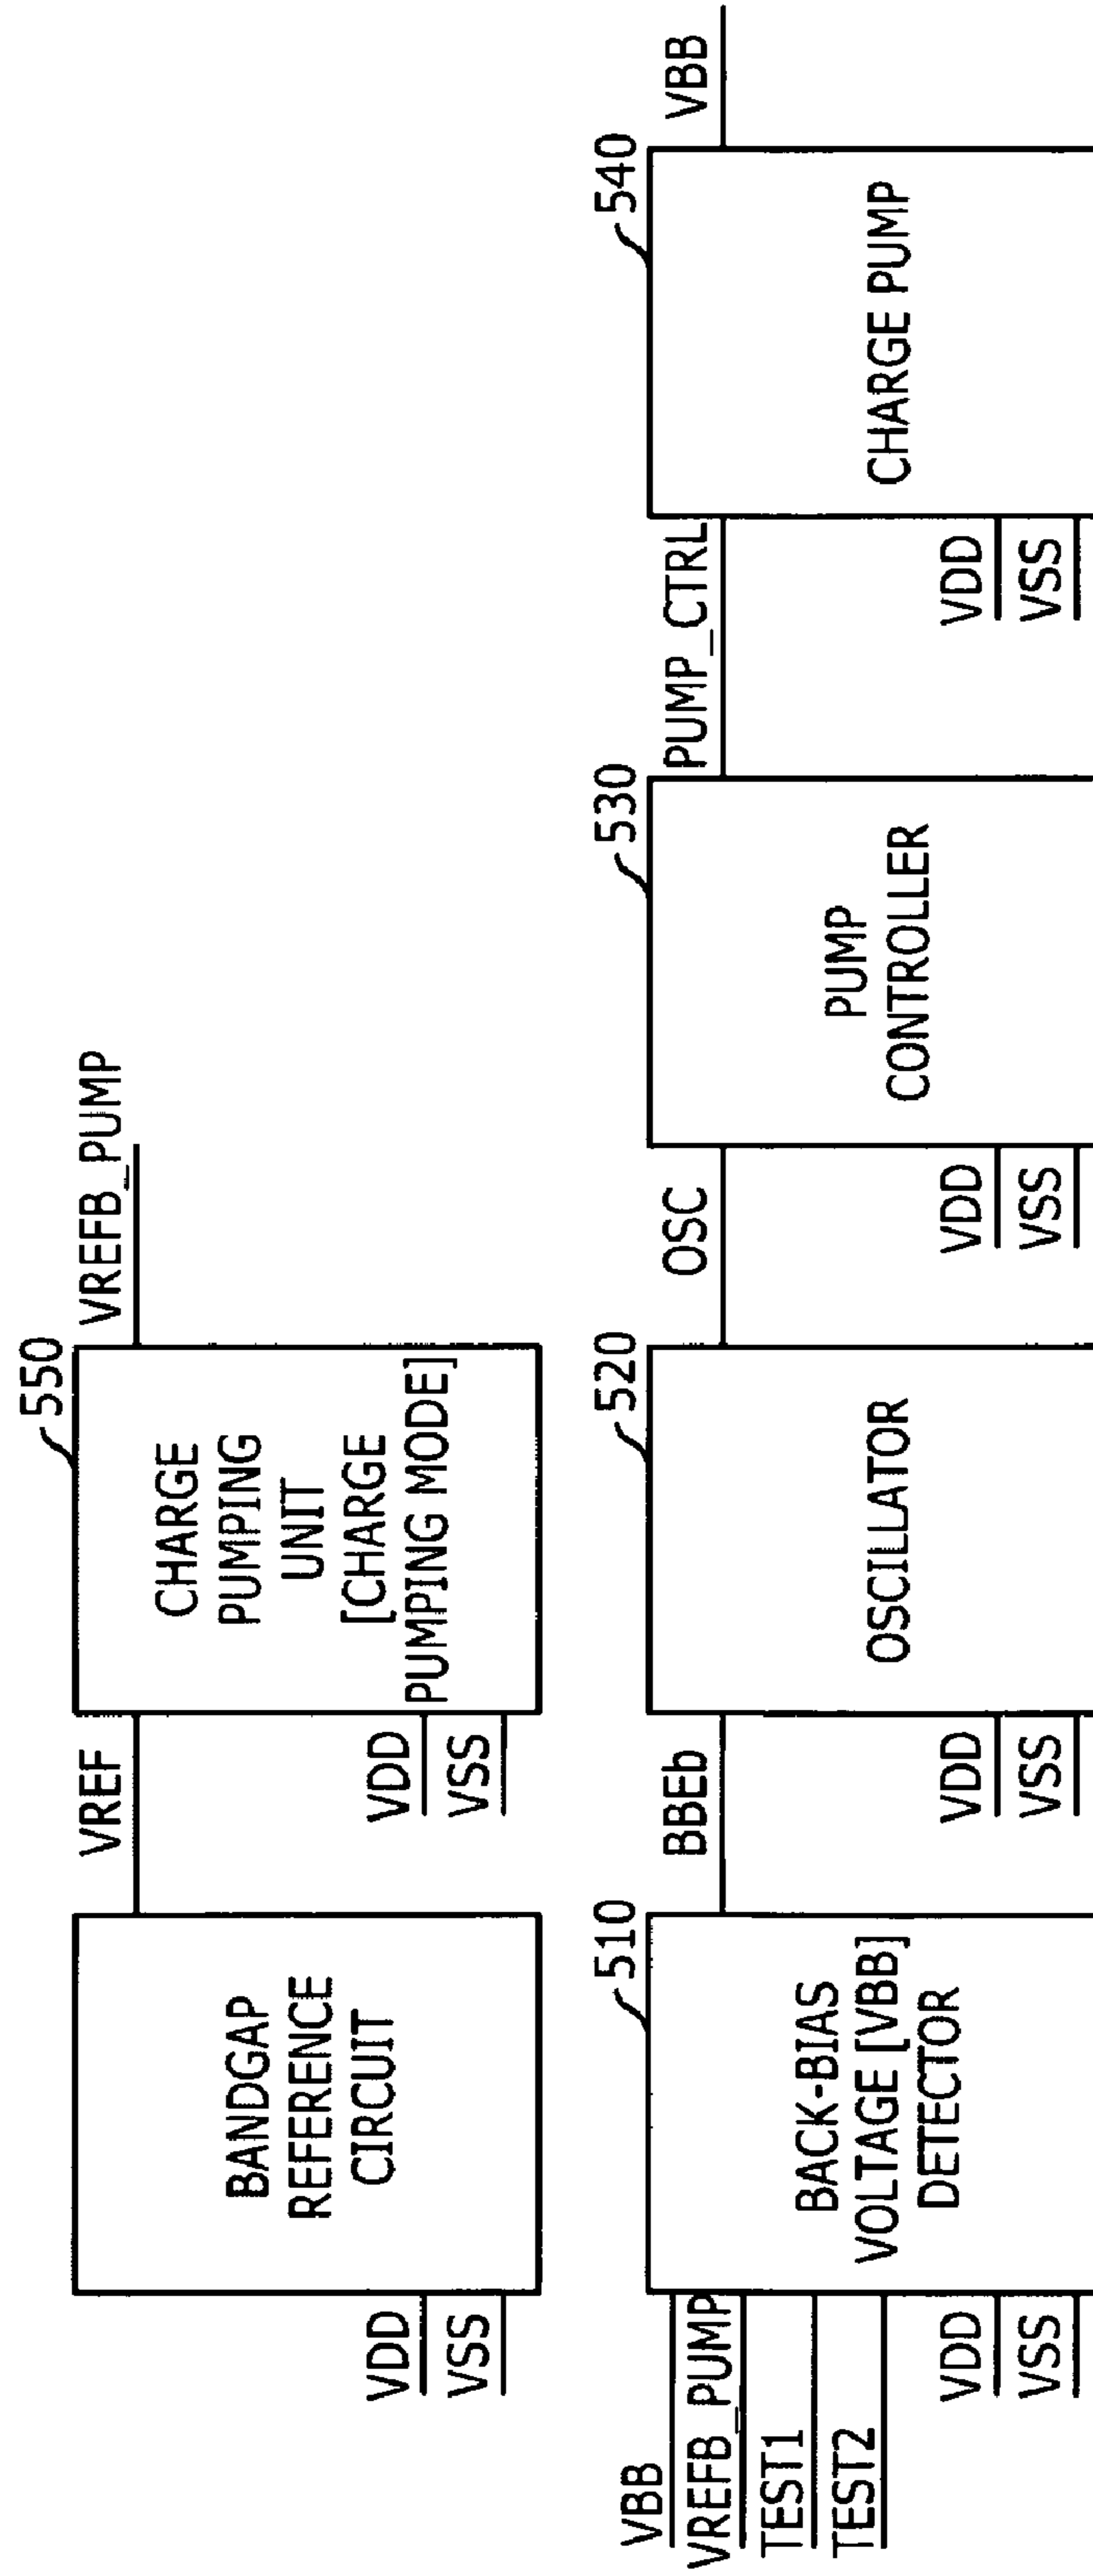 VDD
VSS
BANDGAP
REFERENCE
CIRCUIT
VREF
VDD
VSS
550
CHARGE
PUMPING
UNIT
[CHARGE
PUMPING MODE]
VREFB_PUMP
VBB
VREFB_PUMP
TEST1
TEST2
VDD
VSS
510
BACK-BIAS
VOLTAGE [VBB]
DETECTOR
BBEb
VDD
VSS
520
OSCILLATOR
OSC
VDD
VSS
530
PUMP
CONTROLLER
PUMP_CTRL
VDD
VSS
540
CHARGE PUMP
VBB